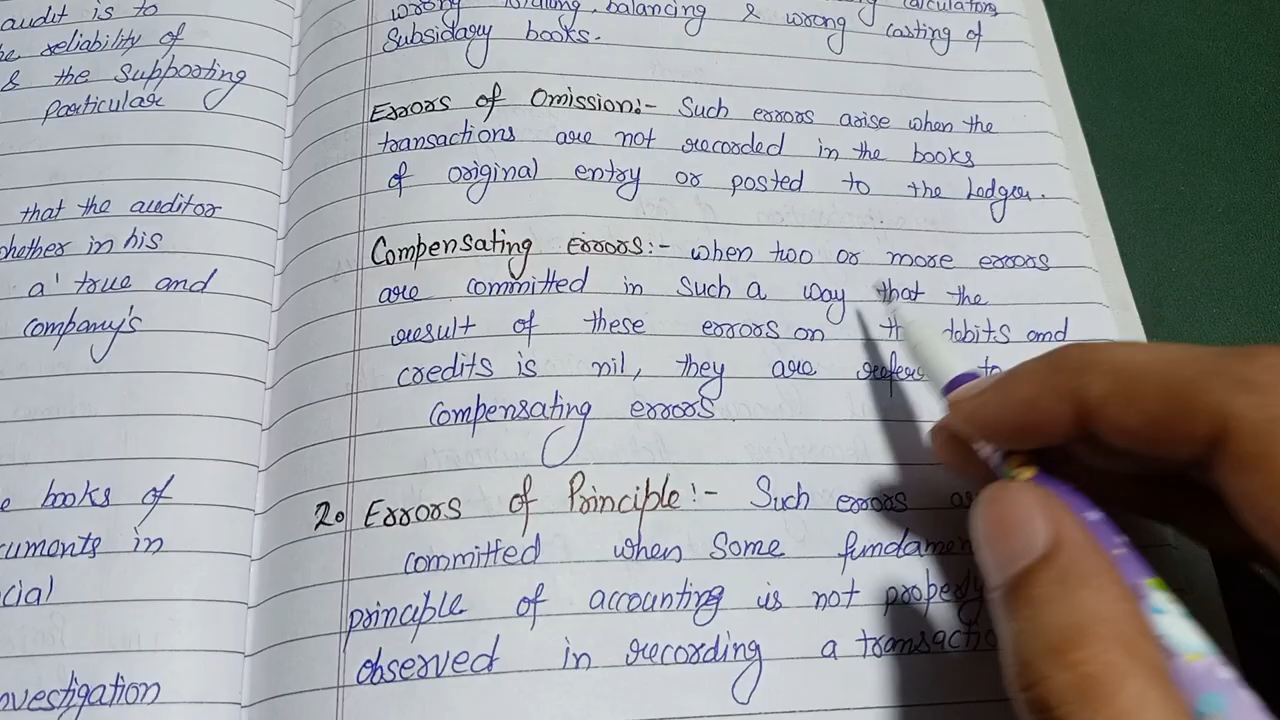 audit is to
reliability of
& the Supporting
Particular
that the auditor
whether in his
a' true and
Company's
books of
in
investigation
wrong totaling, balancing & wrong casting of
Subsidary books.
Errors of Omission:- Such errors arise when the
transactions are not recorded in the books
of original entry or posted to the Ledger.
Compensating Errors:- when two or more errors
are committed in Such a way that the
result of these errors on the debits and
credits is nil, they are to
Compensating errors
2. Errors of Principle:- Such errors
committed when Some
principle of accounting is not properly
observed in recording a